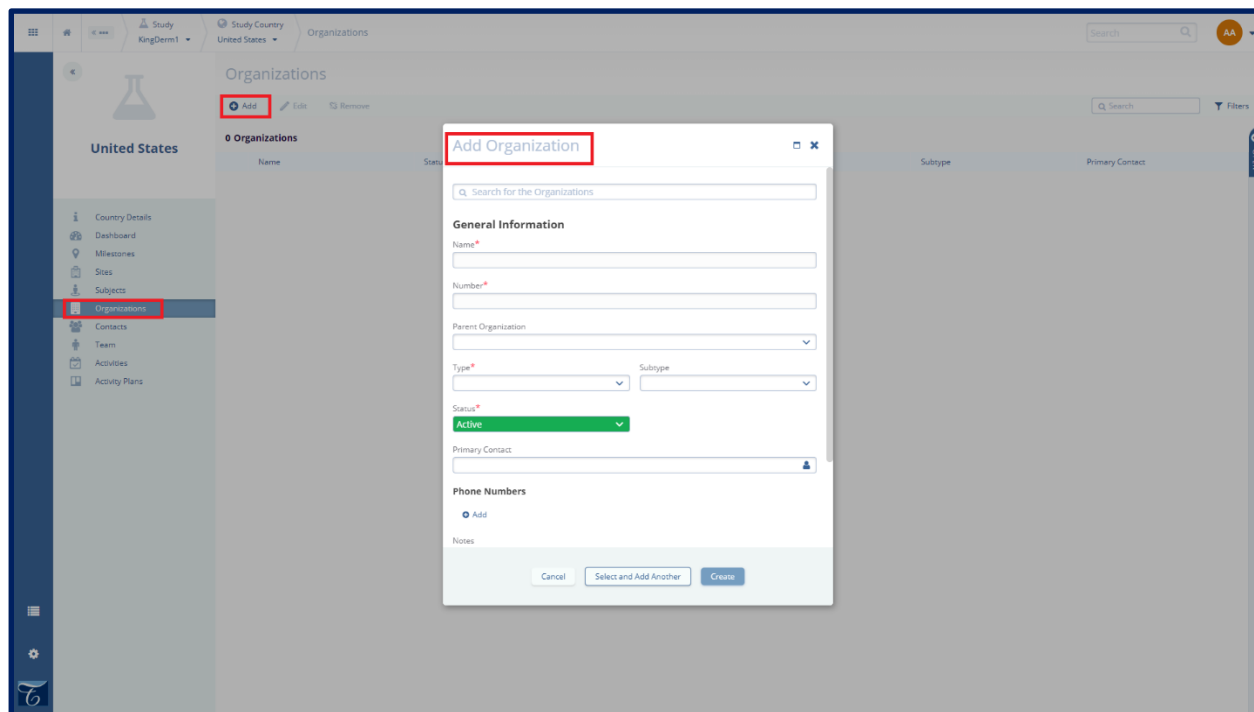 Study
KingDerm1
Study Country
United States
Organizations
Search
AA
Organizations
Add Edit Remove
Search
Filters
United States
0 Organizations
Name
Subtype
Primary Contact
Country Details
Dashboard
Milestones
Sites
Subjects
Organizations
Contacts
Team
Activities
Activity Plans
Add Organization
Search for the Organizations
General Information
Name*
Number*
Parent Organization
Type*
Subtype
Status*
Active
Primary Contact
Phone Numbers
Add
Notes
Cancel
Select and Add Another
Create